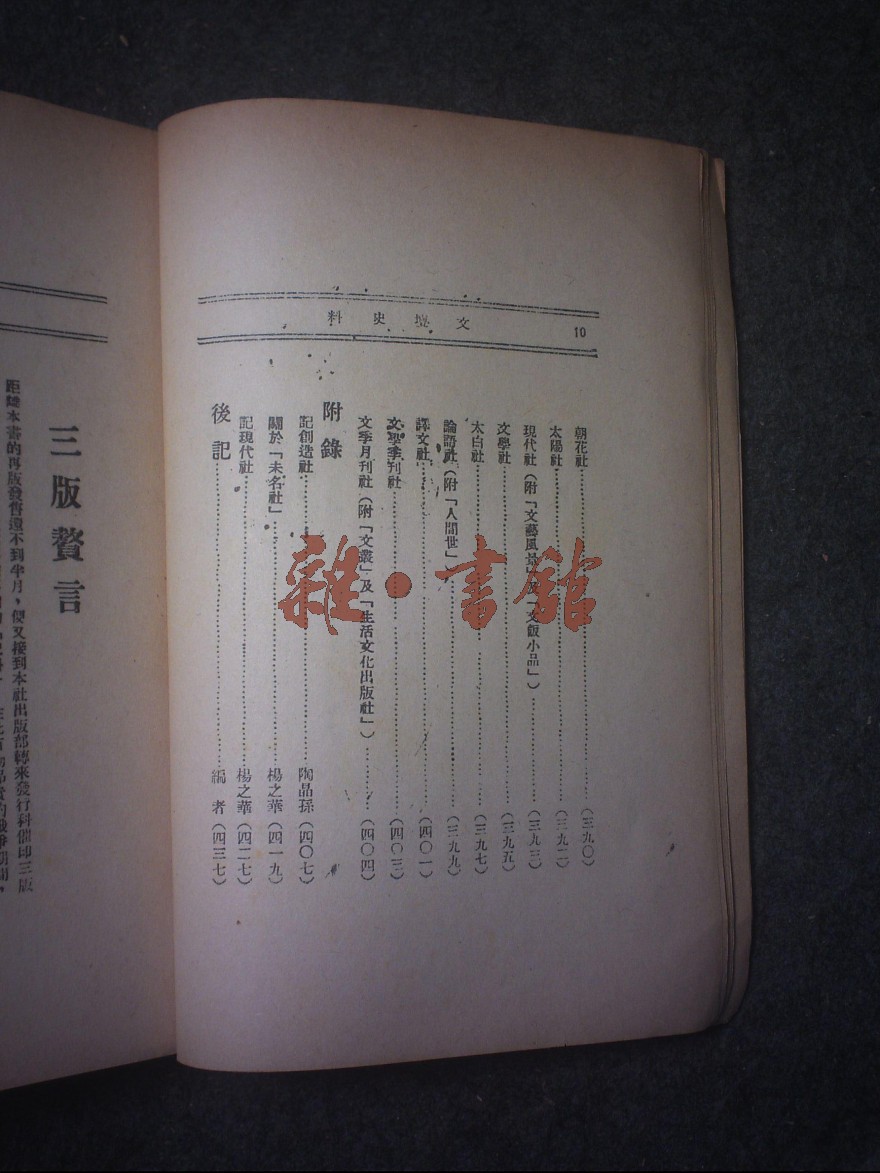 文壇史料
10
朝花社……(三九〇)
太陽社……(三九二)
現代社(附「文藝風景」及「文飯小品」)……(三九三)
文學社……(三九五)
太白社……(三九七)
論語社(附「人間世」)……(三九九)
譯文社……(四〇一)
文學季刊社……(四〇三)
文季月刊社(附「文叢」及「生活文化出版社」)……(四〇四)
附錄
記創造社……陶晶孫(四〇七)
關於「未名社」……楊之華(四一九)
記現代社……楊之華(四二七)
後記……編者(四三七)
雜·書館
三版贅言
距離本書的再版發售還不到半月,便又接到本社出版部轉來發行科催印三版